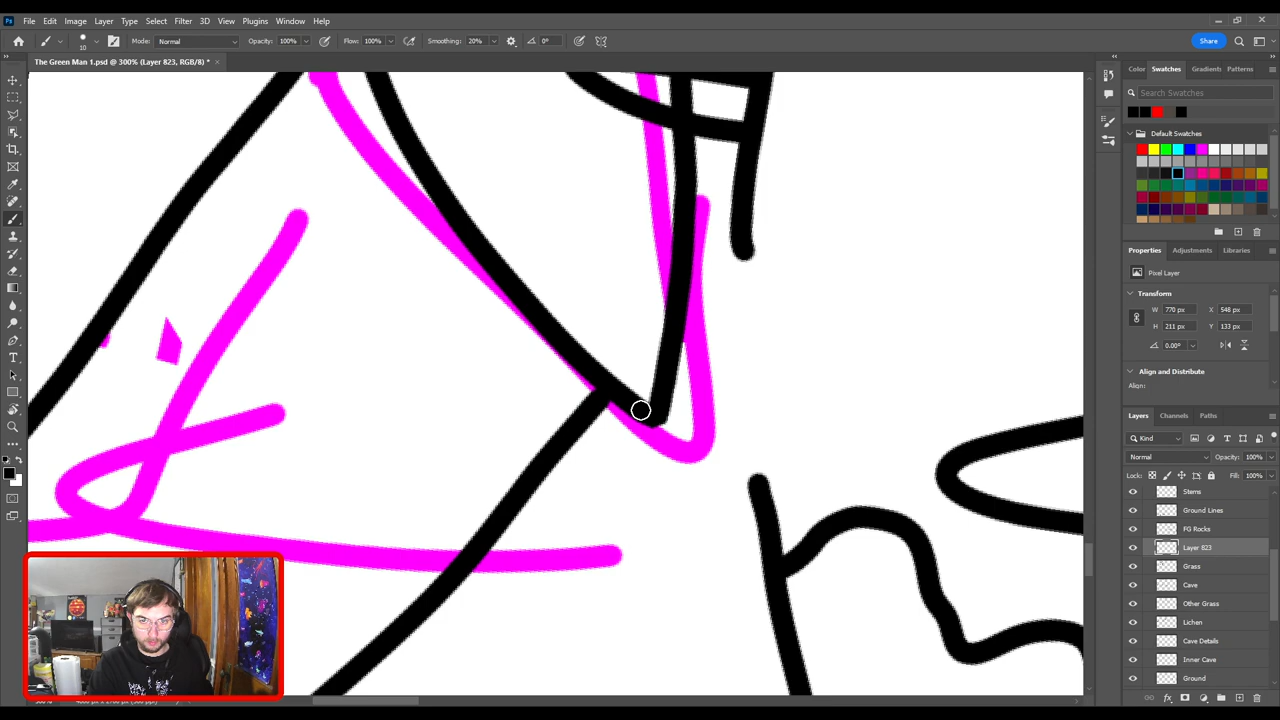 Ps File Edit Image Layer Type Select Filter 3D View Plugins Window Help
10 Mode: Normal Opacity: 100% Flow: 100% Smoothing: 20% 0° Share
The Green Man 1.psd @ 300% (Layer 823, RGB/8) * ×
Color Swatches Gradients Patterns
Search Swatches
Default Swatches
Properties Adjustments Libraries
Pixel Layer
Transform
W 770 px X 548 px
H 211 px Y 133 px
0.00°
Align and Distribute
Align:
Layers Channels Paths
Kind
Normal Opacity: 100%
Lock: Fill: 100%
Stems
Ground Lines
FG Rocks
Layer 823
Grass
Cave
Other Grass
Lichen
Cave Details
Inner Cave
Ground